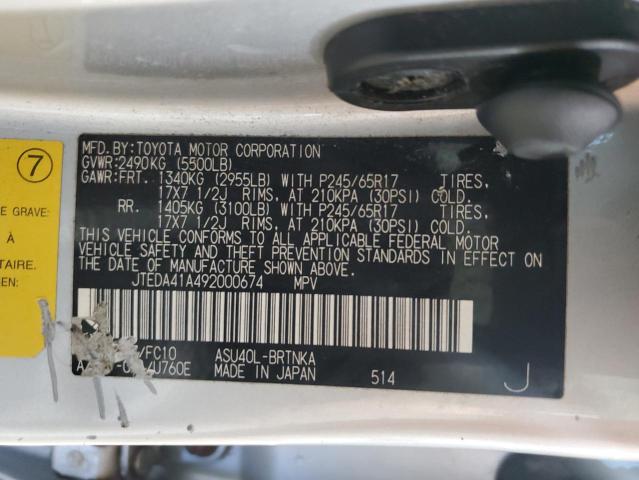 7
E GRAVE:
À
TAIRE.
EN:
MFD.BY:TOYOTA MOTOR CORPORATION
GVWR:2490KG (5500LB)
GAWR:FRT. 1340KG (2955LB) WITH P245/65R17 TIRES,
17X7 1/2J RIMS, AT 210KPA (30PSI) COLD.
RR. 1405KG (3100LB) WITH P245/65R17 TIRES,
17X7 1/2J RIMS, AT 210KPA (30PSI) COLD.
THIS VEHICLE CONFORMS TO ALL APPLICABLE FEDERAL MOTOR
VEHICLE SAFETY AND THEFT PREVENTION STANDARDS IN EFFECT ON
THE DATE OF MANUFACTURE SHOWN ABOVE.
JTEDA41A492000674 MPV
/FC10 ASU40L-BRTNKA
/U760E MADE IN JAPAN 514 J